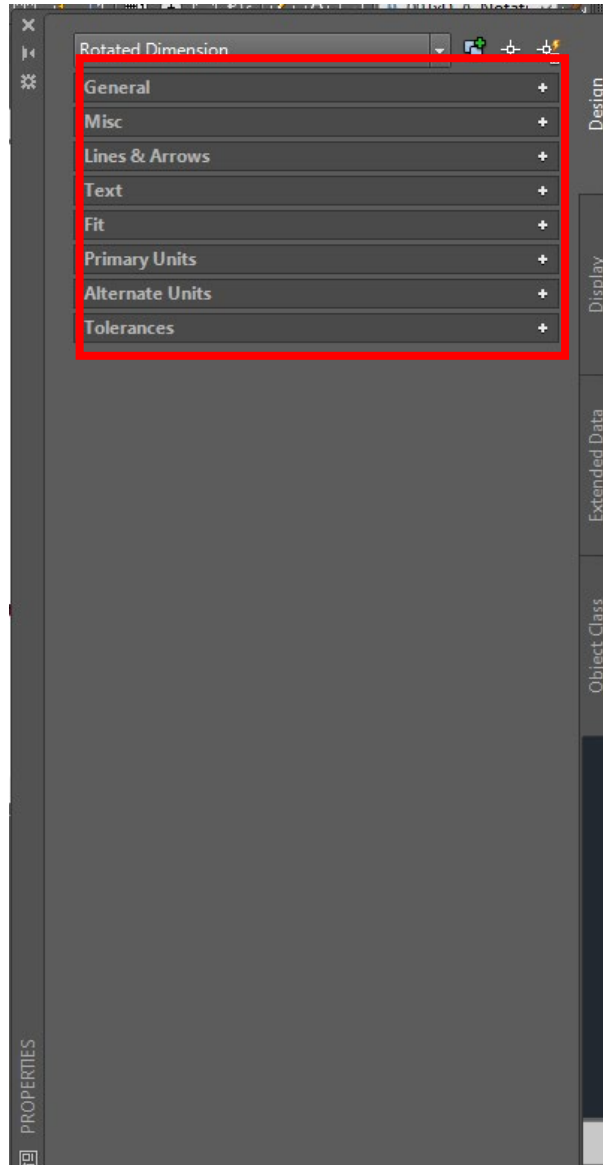 Rotated Dimension
General
Misc
Lines & Arrows
Text
Fit
Primary Units
Alternate Units
Tolerances
Design
Display
Extended Data
Object Class
PROPERTIES